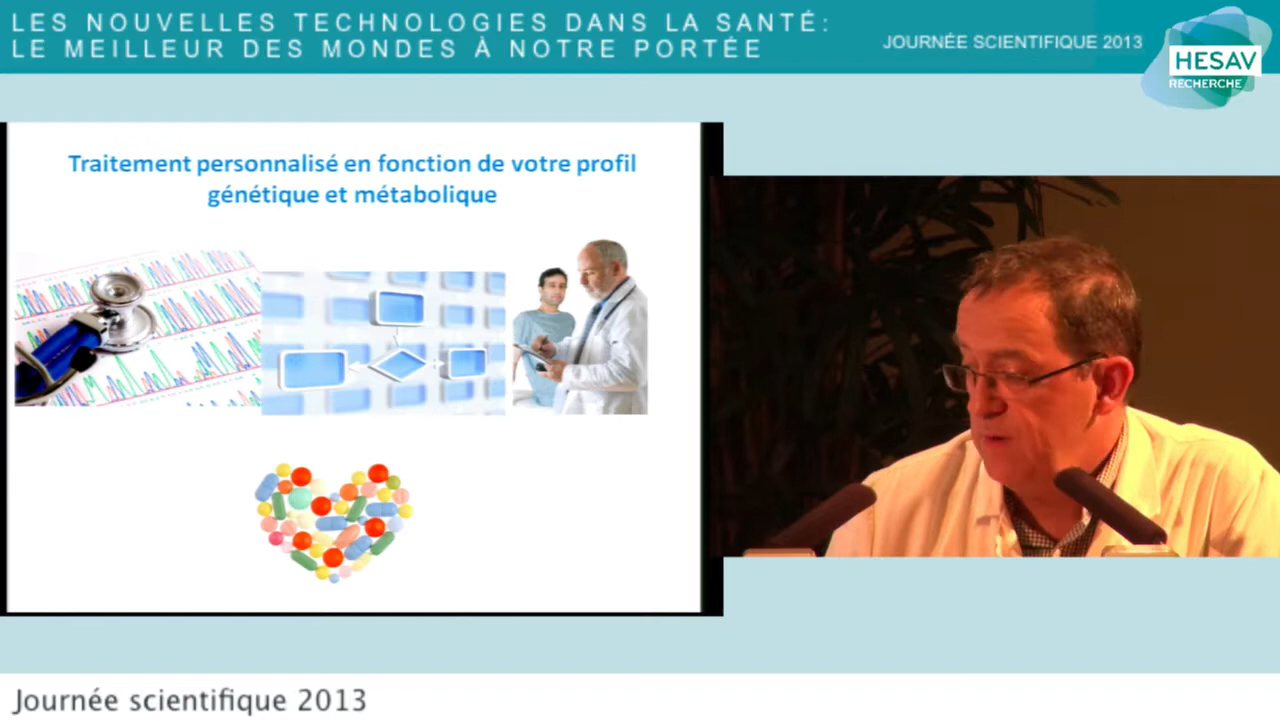 LES NOUVELLES TECHNOLOGIES DANS LA SANTÉ:
LE MEILLEUR DES MONDES À NOTRE PORTÉE
JOURNÉE SCIENTIFIQUE 2013
HESAV
RECHERCHE
Traitement personnalisé en fonction de votre profil
génétique et métabolique
Journée scientifique 2013